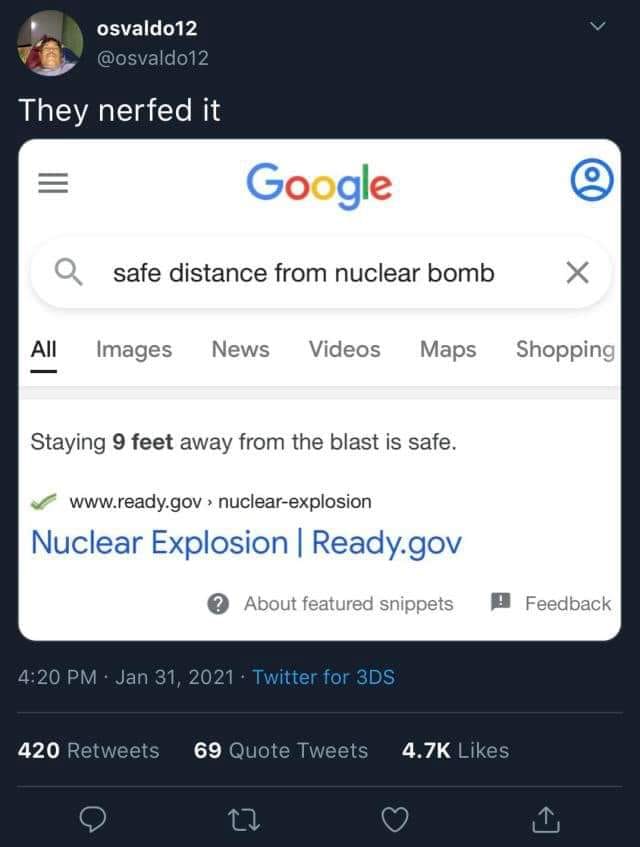 osvaldo12
@osvaldo12
They nerfed it
Google
safe distance from nuclear bomb
All Images News Videos Maps Shopping
Staying 9 feet away from the blast is safe.
www.ready.gov › nuclear-explosion
Nuclear Explosion | Ready.gov
About featured snippets Feedback
4:20 PM · Jan 31, 2021 · Twitter for 3DS
420 Retweets 69 Quote Tweets 4.7K Likes